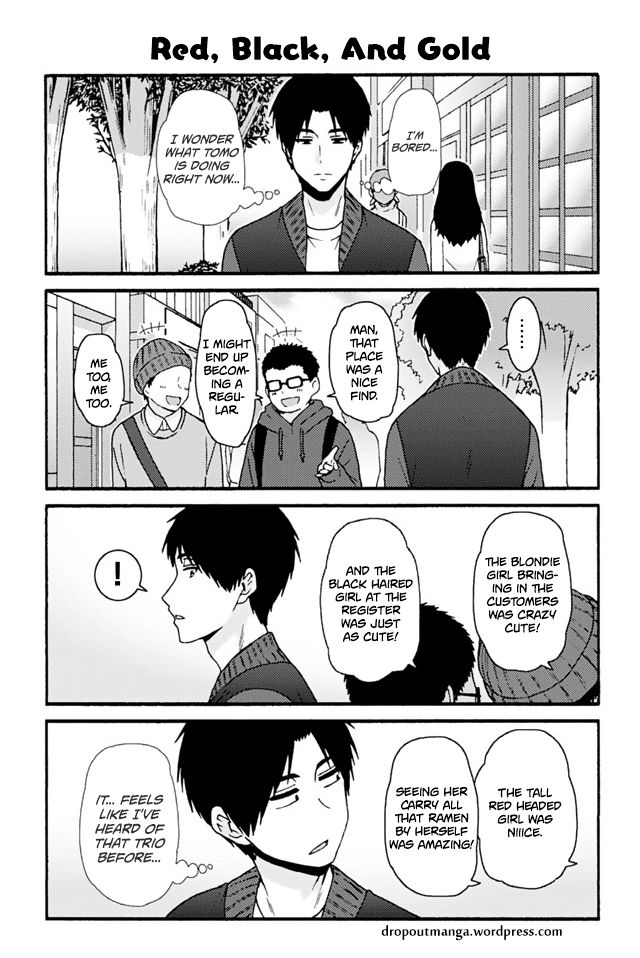 Red, Black, And Gold
I'M
BORED...
I WONDER
WHAT TOMO
IS DOING
RIGHT NOW...
......
MAN,
THAT
PLACE
WAS A
NICE
FIND.
I MIGHT
END UP
BECOM-
ING A
REGU-
LAR.
ME
TOO,
ME
TOO.
THE BLONDIE
GIRL BRING-
ING IN THE
CUSTOMERS
WAS CRAZY
CUTE!
AND THE
BLACK HAIRED
GIRL AT THE
REGISTER
WAS JUST
AS CUTE!
!
THE TALL
RED HEADED
GIRL WAS
NIIICE.
SEEING HER
CARRY ALL
THAT RAMEN
BY HERSELF
WAS AMAZING!
IT... FEELS
LIKE I'VE
HEARD OF
THAT TRIO
BEFORE...
dropoutmanga.wordpress.com